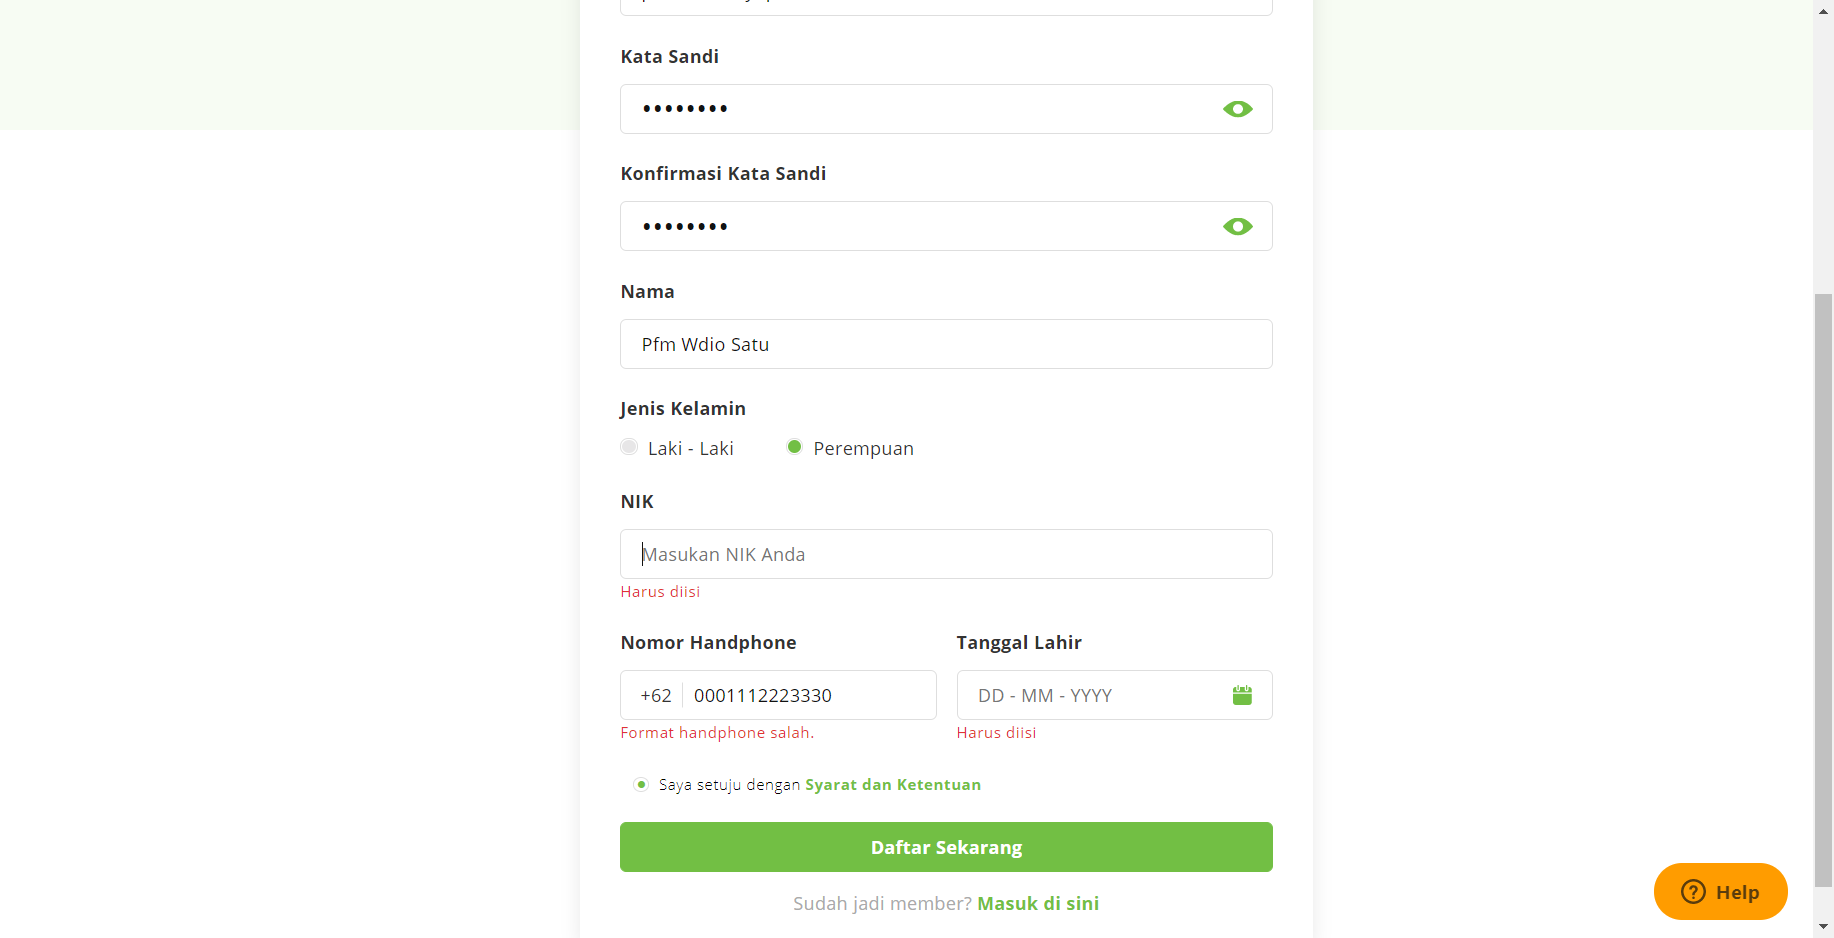 Kata Sandi
••••••••
Konfirmasi Kata Sandi
••••••••
Nama
Pfm Wdio Satu
Jenis Kelamin
Laki - Laki Perempuan
NIK
Masukan NIK Anda
Harus diisi
Nomor Handphone Tanggal Lahir
+62 0001112223330 DD - MM - YYYY
Format handphone salah. Harus diisi
Saya setuju dengan Syarat dan Ketentuan
Daftar Sekarang
Sudah jadi member? Masuk di sini
Help